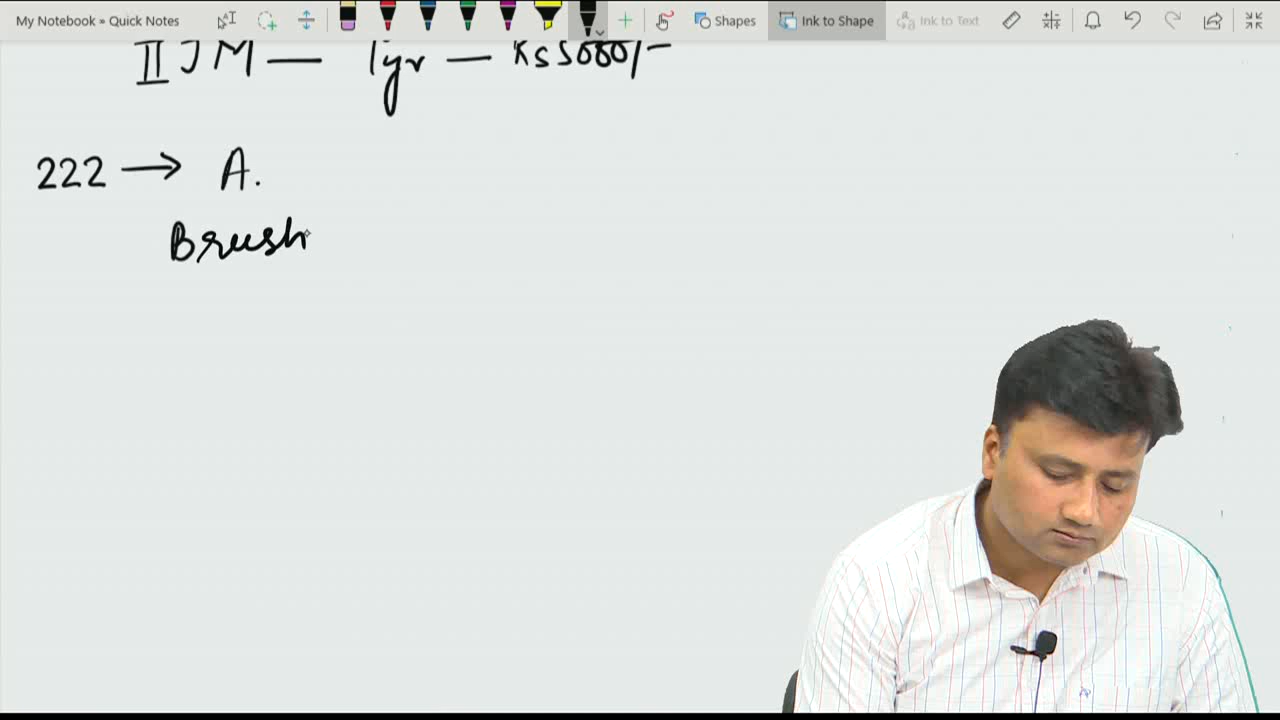 My Notebook » Quick Notes Shapes Ink to Shape Ink to Text
II JM — 1yr — Rs 5000/-
222 → A.
Brush